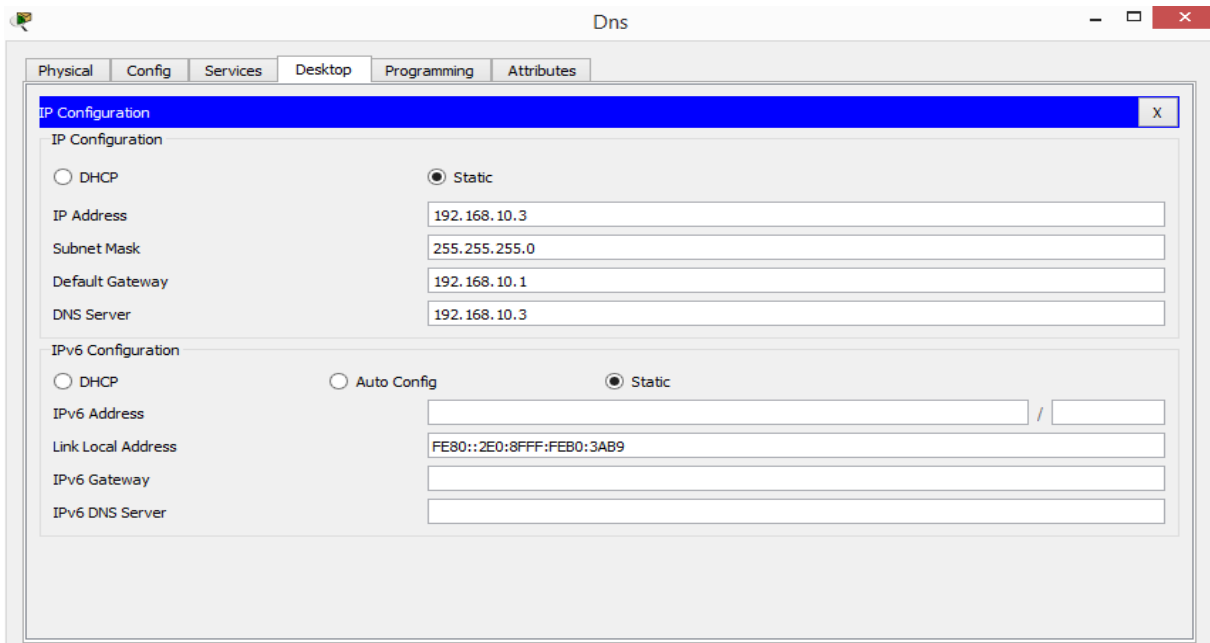 Dns
Physical Config Services Desktop Programming Attributes
IP Configuration X
IP Configuration
DHCP Static
IP Address 192.168.10.3
Subnet Mask 255.255.255.0
Default Gateway 192.168.10.1
DNS Server 192.168.10.3
IPv6 Configuration
DHCP Auto Config Static
IPv6 Address /
Link Local Address FE80::2E0:8FFF:FEB0:3AB9
IPv6 Gateway
IPv6 DNS Server